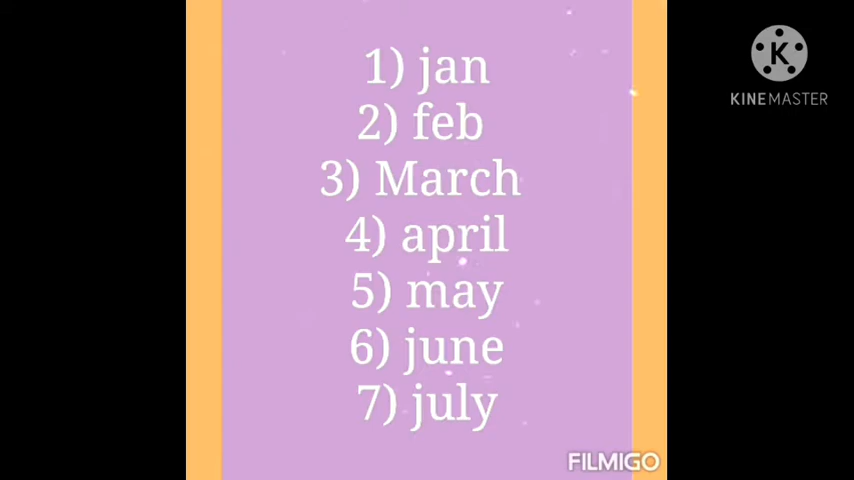 1) jan
2) feb
3) March
4) april
5) may
6) june
7) july
K
KINEMASTER
FILMIGO